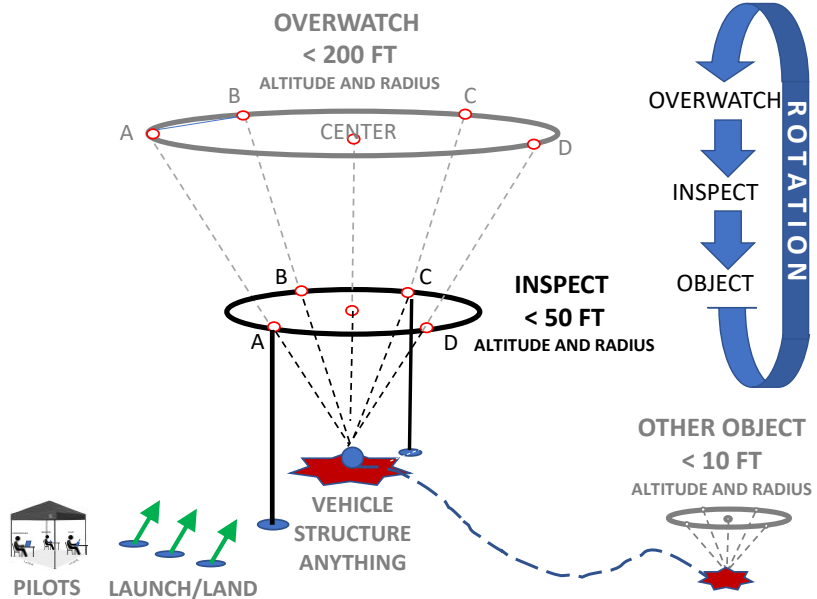 OVERWATCH
< 200 FT
ALTITUDE AND RADIUS
A
B
CENTER
C
D
INSPECT
< 50 FT
ALTITUDE AND RADIUS
A
B
C
D
VEHICLE
STRUCTURE
ANYTHING
PILOTS
LAUNCH/LAND
OVERWATCH
INSPECT
OBJECT
ROTATION
OTHER OBJECT
< 10 FT
ALTITUDE AND RADIUS